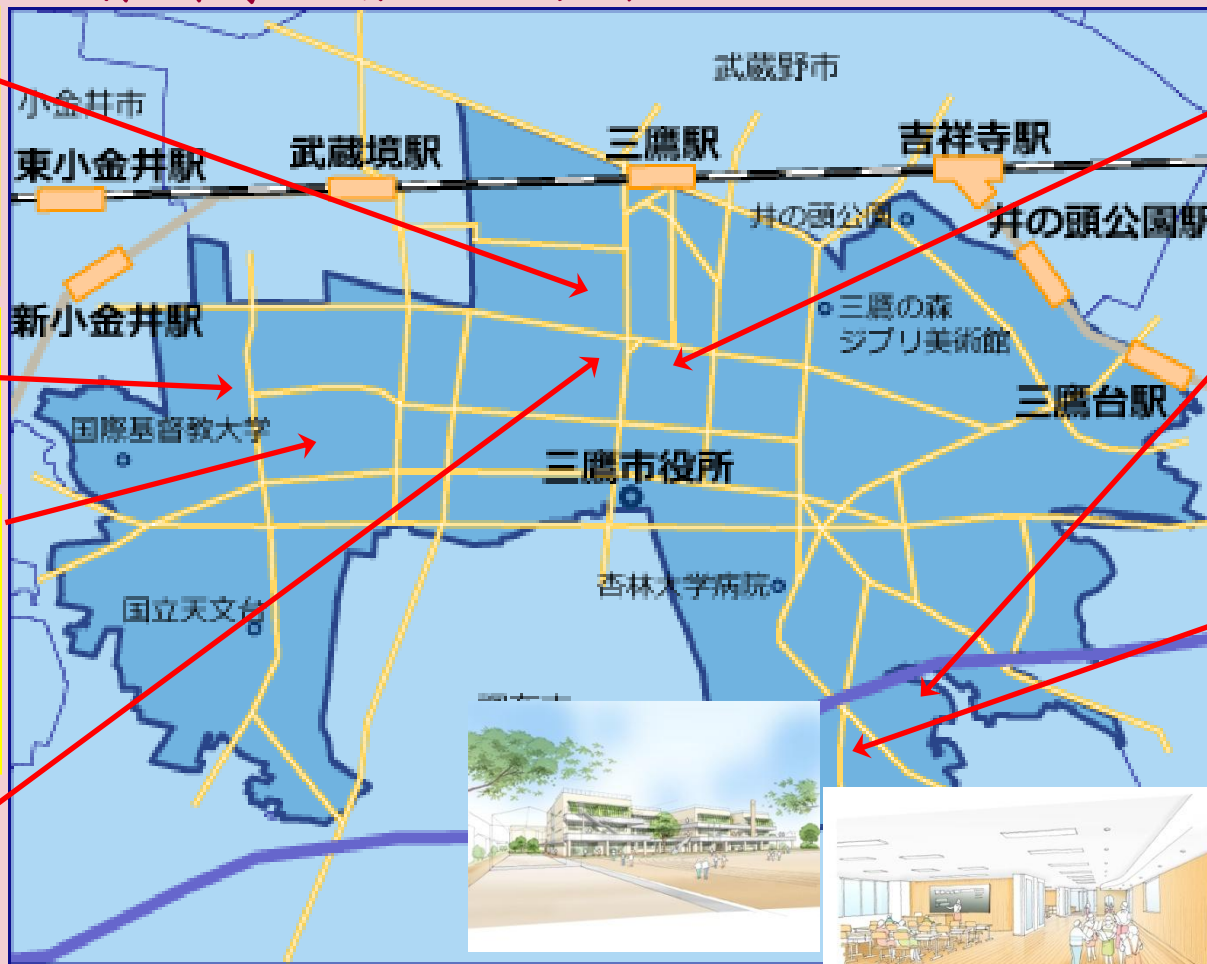 武蔵野市
小金井市
東小金井駅
武蔵境駅
三鷹駅
吉祥寺駅
井の頭公園
井の頭公園駅
新小金井駅
三鷹の森
ジブリ美術館
三鷹台駅
国際基督教大学
三鷹市役所
杏林大学病院
国立天文台